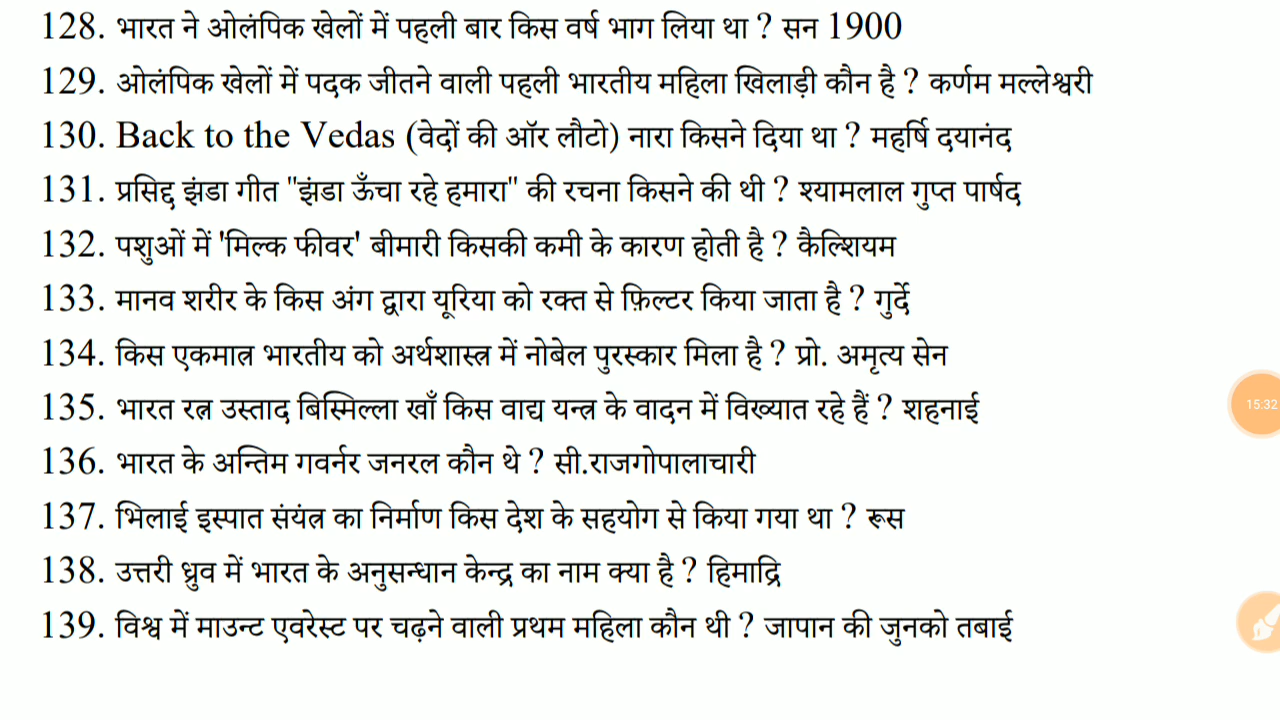 128. भारत ने ओलंपिक खेलों में पहली बार किस वर्ष भाग लिया था ? सन 1900
129. ओलंपिक खेलों में पदक जीतने वाली पहली भारतीय महिला खिलाड़ी कौन है ? कर्णम मल्लेश्वरी
130. Back to the Vedas (वेदों की ऑर लौटो) नारा किसने दिया था ? महर्षि दयानंद
131. प्रसिद्द झंडा गीत "झंडा ऊँचा रहे हमारा" की रचना किसने की थी ? श्यामलाल गुप्त पार्षद
132. पशुओं में 'मिल्क फीवर' बीमारी किसकी कमी के कारण होती है ? कैल्शियम
133. मानव शरीर के किस अंग द्वारा यूरिया को रक्त से फ़िल्टर किया जाता है ? गुर्दे
134. किस एकमात्र भारतीय को अर्थशास्त्र में नोबेल पुरस्कार मिला है ? प्रो. अमृत्य सेन
135. भारत रत्न उस्ताद बिस्मिल्ला खाँ किस वाद्य यन्त्र के वादन में विख्यात रहे हैं ? शहनाई
15:32
136. भारत के अन्तिम गवर्नर जनरल कौन थे ? सी.राजगोपालाचारी
137. भिलाई इस्पात संयंत्र का निर्माण किस देश के सहयोग से किया गया था ? रूस
138. उत्तरी ध्रुव में भारत के अनुसन्धान केन्द्र का नाम क्या है ? हिमाद्रि
139. विश्व में माउन्ट एवरेस्ट पर चढ़ने वाली प्रथम महिला कौन थी ? जापान की जुनको तबाई